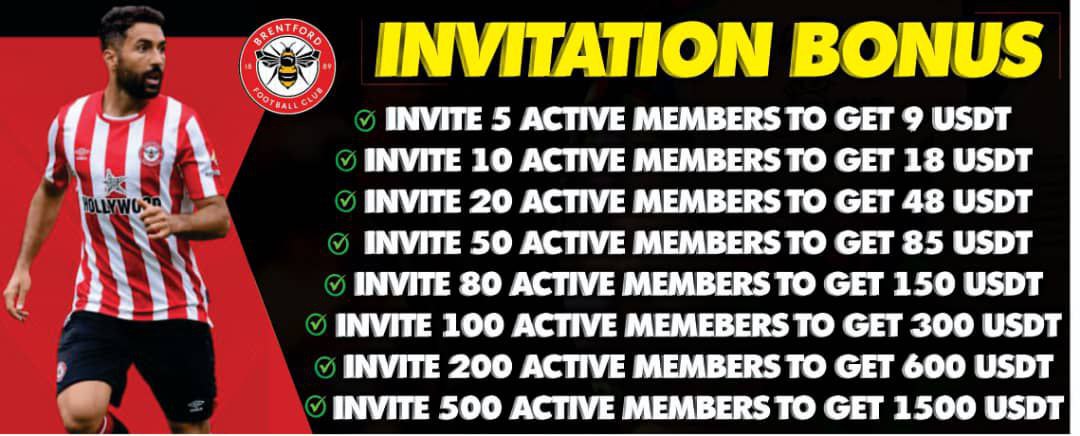 BRENTFORD
18 89
FOOTBALL CLUB
INVITATION BONUS
INVITE 5 ACTIVE MEMBERS TO GET 9 USDT
INVITE 10 ACTIVE MEMBERS TO GET 18 USDT
INVITE 20 ACTIVE MEMBERS TO GET 48 USDT
INVITE 50 ACTIVE MEMBERS TO GET 85 USDT
INVITE 80 ACTIVE MEMBERS TO GET 150 USDT
INVITE 100 ACTIVE MEMEBERS TO GET 300 USDT
INVITE 200 ACTIVE MEMBERS TO GET 600 USDT
INVITE 500 ACTIVE MEMBERS TO GET 1500 USDT